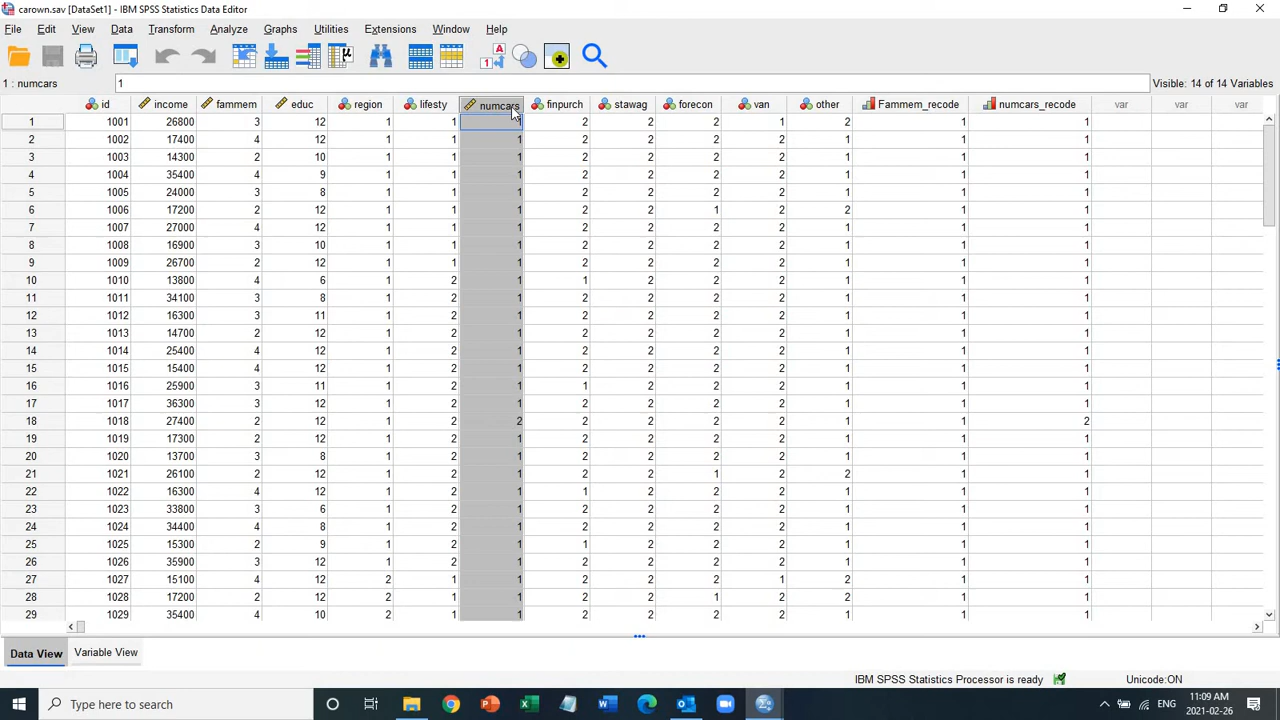 carown.sav [DataSet1] - IBM SPSS Statistics Data Editor
File Edit View Data Transform Analyze Graphs Utilities Extensions Window Help
1 : numcars 1 Visible: 14 of 14 Variables
id income fammem educ region lifesty numcars finpurch stawag forecon van other Fammem_recode numcars_recode var var var
1 1001 26800 3 12 1 1 1 2 2 2 1 2 1 1
2 1002 17400 4 12 1 1 1 2 2 2 2 1 1 1
3 1003 14300 2 10 1 1 1 2 2 2 2 1 1 1
4 1004 35400 4 9 1 1 1 2 2 2 2 1 1 1
5 1005 24000 3 8 1 1 1 2 2 2 2 1 1 1
6 1006 17200 2 12 1 1 1 2 2 1 2 2 1 1
7 1007 27000 4 12 1 1 1 2 2 2 2 1 1 1
8 1008 16900 3 10 1 1 1 2 2 2 2 1 1 1
9 1009 26700 2 12 1 1 1 2 2 2 2 1 1 1
10 1010 13800 4 6 1 2 1 1 2 2 2 1 1 1
11 1011 34100 3 8 1 2 1 2 2 2 2 1 1 1
12 1012 16300 3 11 1 2 1 2 2 2 2 1 1 1
13 1013 14700 2 12 1 2 1 2 2 2 2 1 1 1
14 1014 25400 4 12 1 2 1 2 2 2 2 1 1 1
15 1015 15400 4 12 1 2 1 2 2 2 2 1 1 1
16 1016 25900 3 11 1 2 1 1 2 2 2 1 1 1
17 1017 36300 3 12 1 2 1 2 2 2 2 1 1 1
18 1018 27400 2 12 1 2 2 2 2 2 2 1 1 2
19 1019 17300 2 12 1 2 1 2 2 2 2 1 1 1
20 1020 13700 3 8 1 2 1 2 2 2 2 1 1 1
21 1021 26100 2 12 1 2 1 2 2 1 2 2 1 1
22 1022 16300 4 12 1 2 1 1 2 2 2 1 1 1
23 1023 33800 3 6 1 2 1 2 2 2 2 1 1 1
24 1024 34400 4 8 1 2 1 2 2 2 2 1 1 1
25 1025 15300 2 9 1 2 1 1 2 2 2 1 1 1
26 1026 35900 3 12 1 2 1 2 2 2 2 1 1 1
27 1027 15100 4 12 2 1 1 2 2 2 1 2 1 1
28 1028 17200 2 12 2 1 1 2 2 1 2 2 1 1
29 1029 35400 4 10 2 1 1 2 2 2 2 1 1 1
Data View Variable View
IBM SPSS Statistics Processor is ready Unicode:ON
Type here to search ENG 11:09 AM
2021-02-26